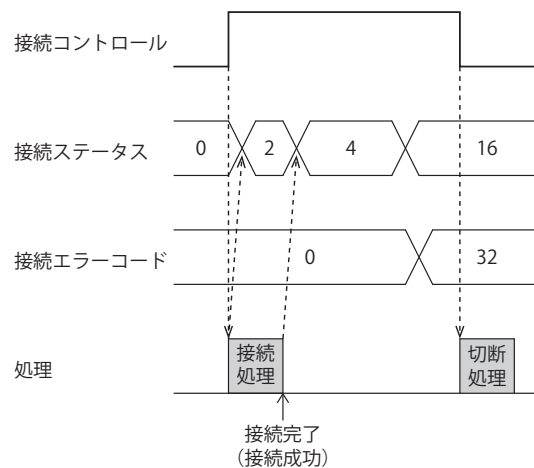 接続コントロール
接続ステータス
0
2
4
16
接続エラーコード
0
32
処理
接続
処理
切断
処理
接続完了
（接続成功）